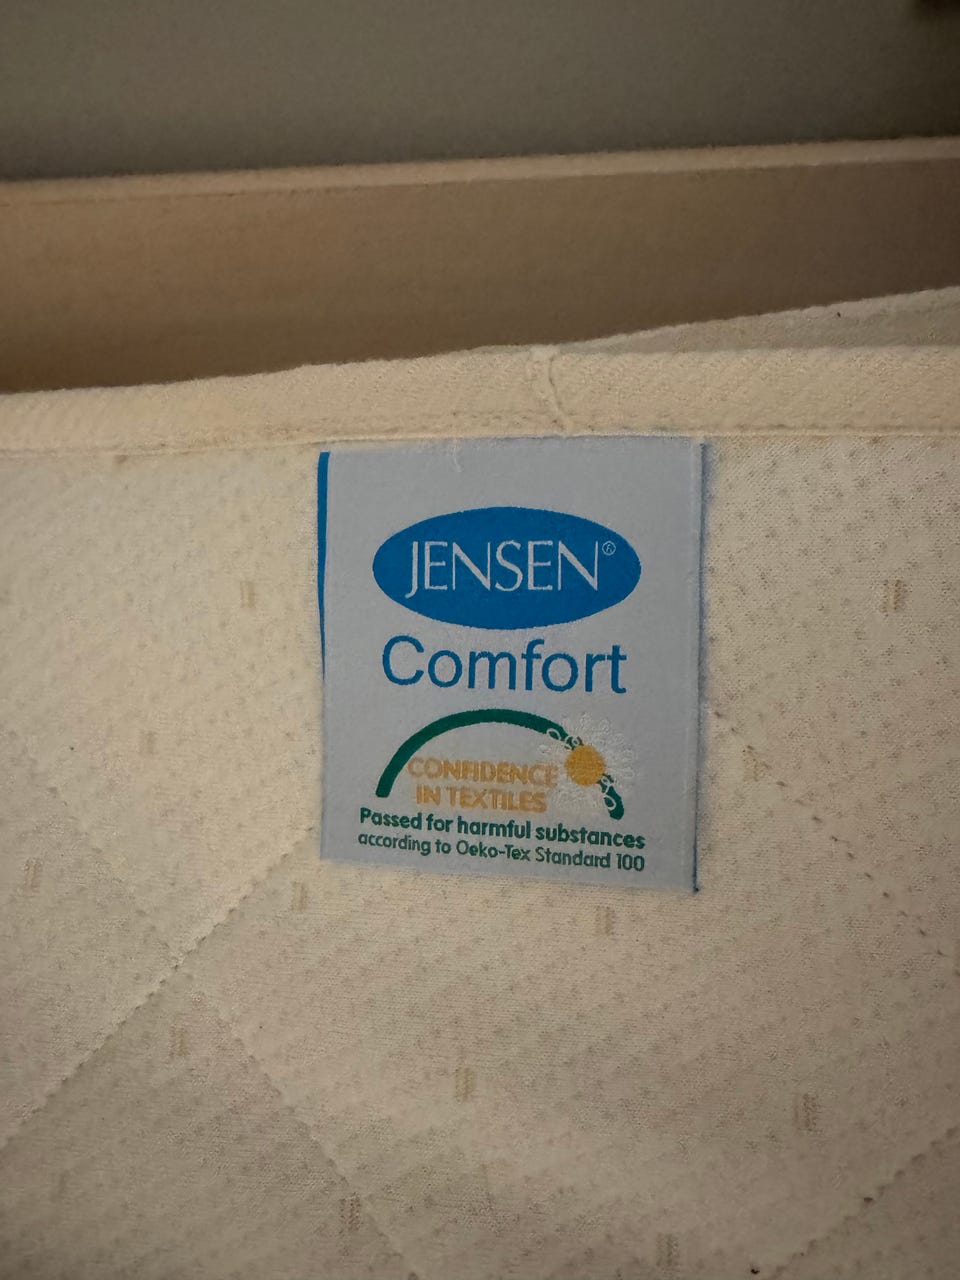 JENSEN®
Comfort
CONFIDENCE
IN TEXTILES
Passed for harmful substances
according to Oeko-Tex Standard 100